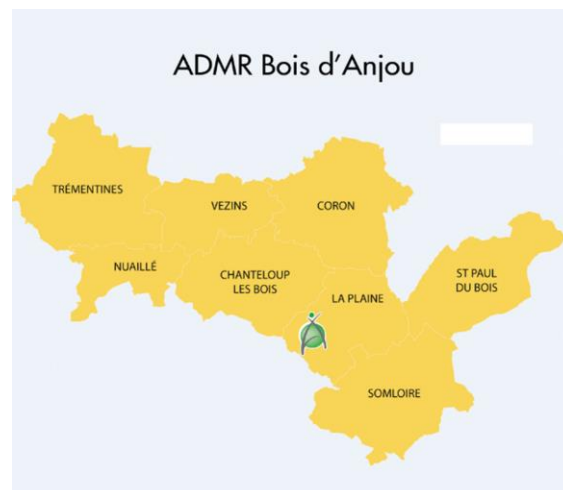 ADMR Bois d'Anjou
TRÉMENTINES
VEZINS
CORON
NUAILLÉ
CHANTELOUP
LES BOIS
LA PLAINE
ST PAUL
DU BOIS
SOMLOIRE